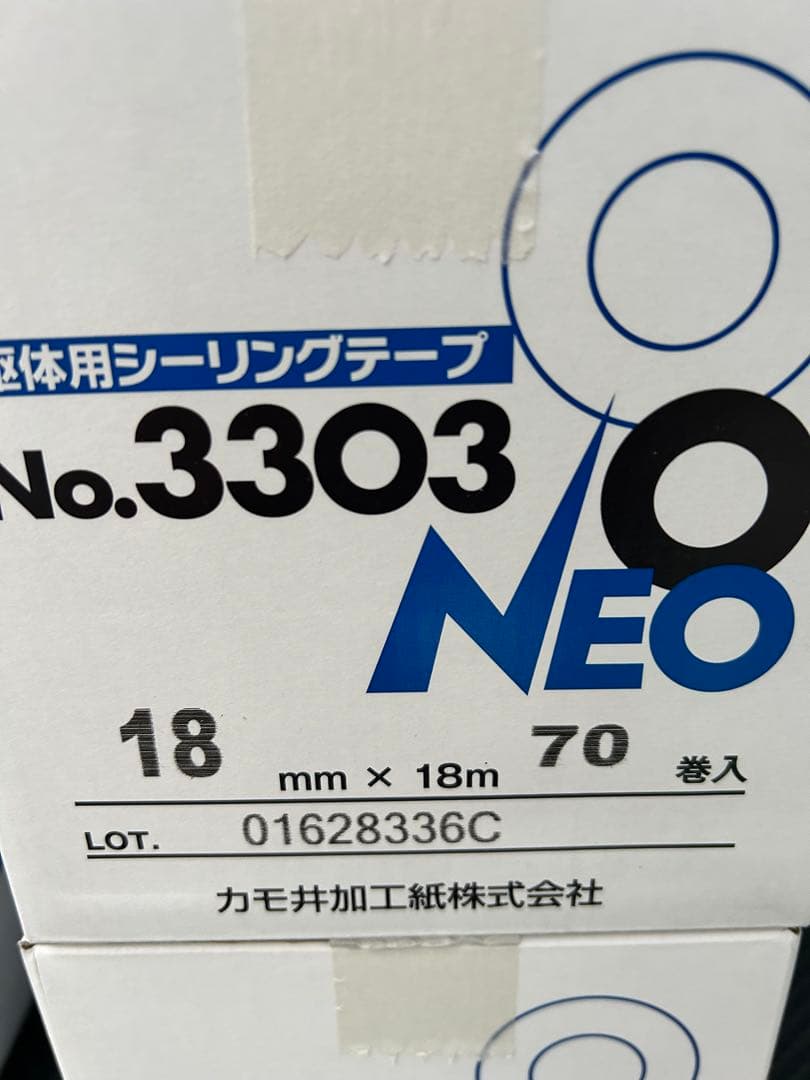 躯体用シーリングテープ
No.3303
NEO
18 mm × 18m 70 巻入
LOT. 01628336C
カモ井加工紙株式会社